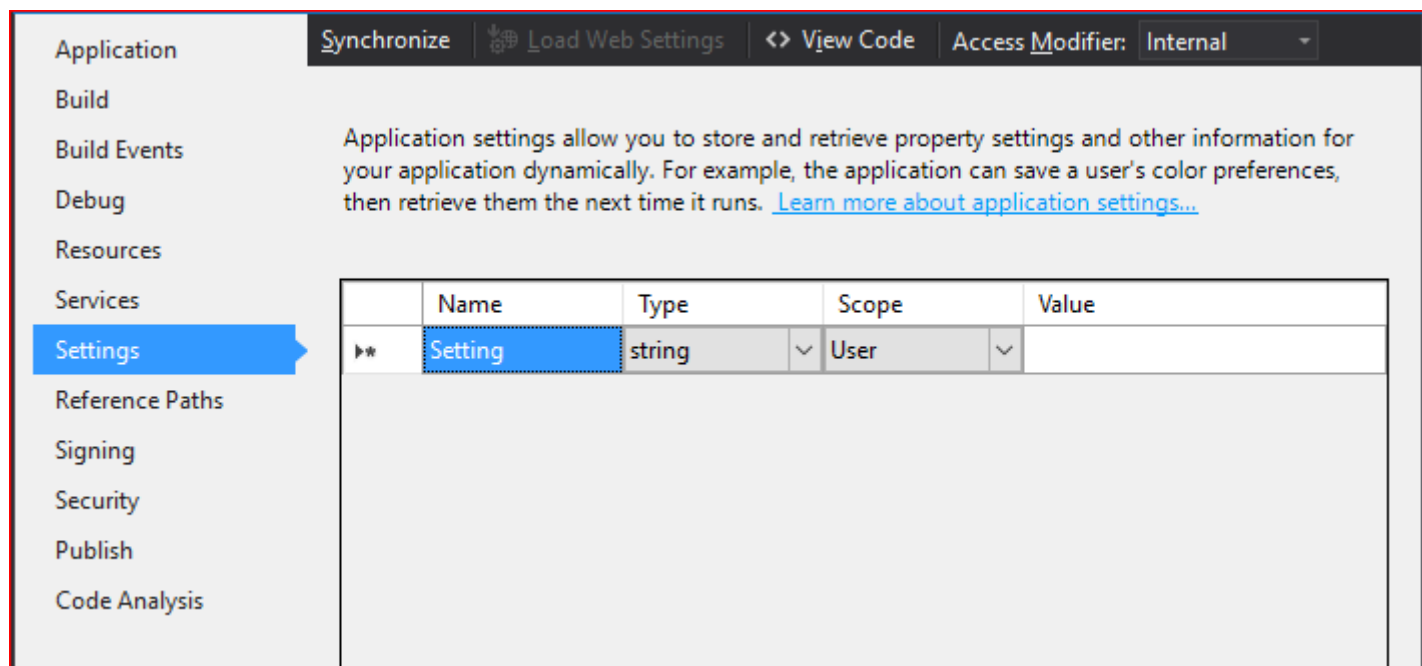 Application
Build
Build Events
Debug
Resources
Services
Settings
Reference Paths
Signing
Security
Publish
Code Analysis
Synchronize Load Web Settings <> View Code Access Modifier: Internal
Application settings allow you to store and retrieve property settings and other information for
your application dynamically. For example, the application can save a user's color preferences,
then retrieve them the next time it runs. Learn more about application settings...
Name Type Scope Value
Setting string User